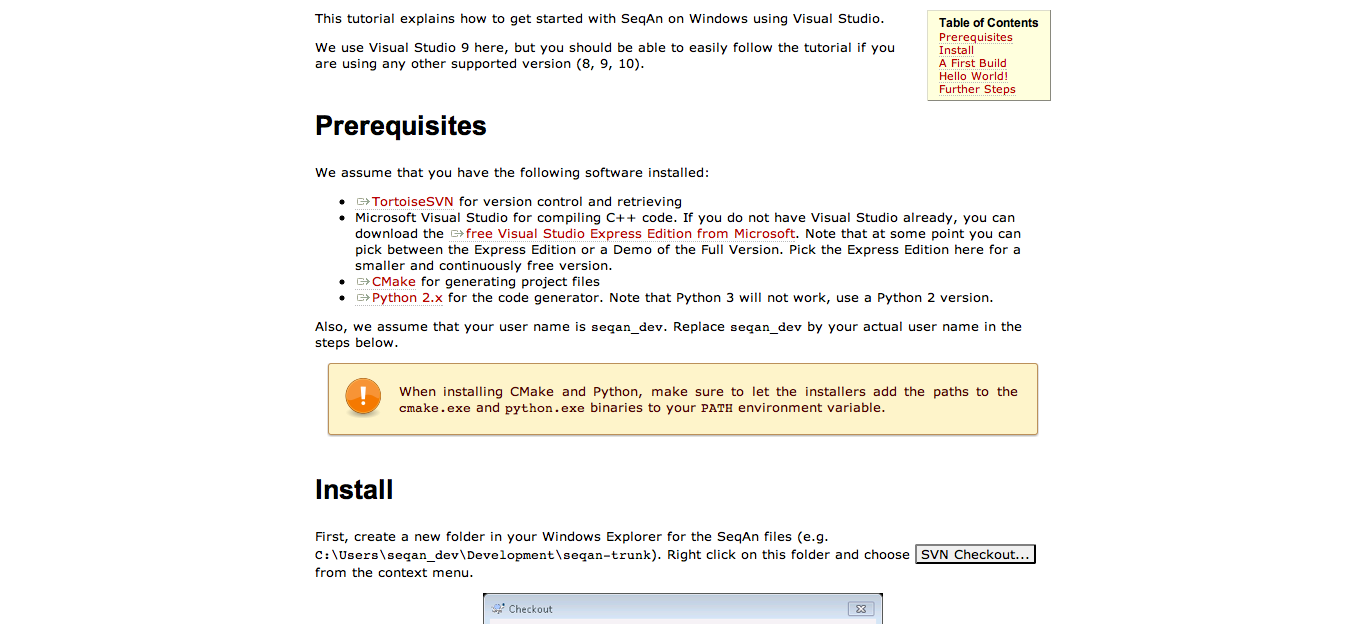 This tutorial explains how to get started with SeqAn on Windows using Visual Studio.
We use Visual Studio 9 here, but you should be able to easily follow the tutorial if you
are using any other supported version (8, 9, 10).
Table of Contents
Prerequisites
Install
A First Build
Hello World!
Further Steps
Prerequisites
We assume that you have the following software installed:
TortoiseSVN for version control and retrieving
Microsoft Visual Studio for compiling C++ code. If you do not have Visual Studio already, you can
download the free Visual Studio Express Edition from Microsoft. Note that at some point you can
pick between the Express Edition or a Demo of the Full Version. Pick the Express Edition here for a
smaller and continuously free version.
CMake for generating project files
Python 2.x for the code generator. Note that Python 3 will not work, use a Python 2 version.
Also, we assume that your user name is seqan_dev. Replace seqan_dev by your actual user name in the
steps below.
When installing CMake and Python, make sure to let the installers add the paths to the
cmake.exe and python.exe binaries to your PATH environment variable.
Install
First, create a new folder in your Windows Explorer for the SeqAn files (e.g.
C:\Users\seqan_dev\Development\seqan-trunk). Right click on this folder and choose SVN Checkout...
from the context menu.
Checkout